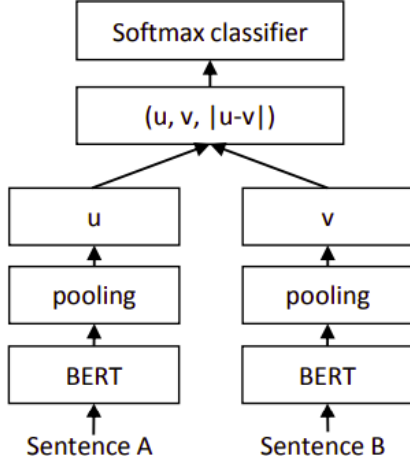 Softmax classifier
(u, v, |u-v|)
u v
pooling pooling
BERT BERT
Sentence A Sentence B